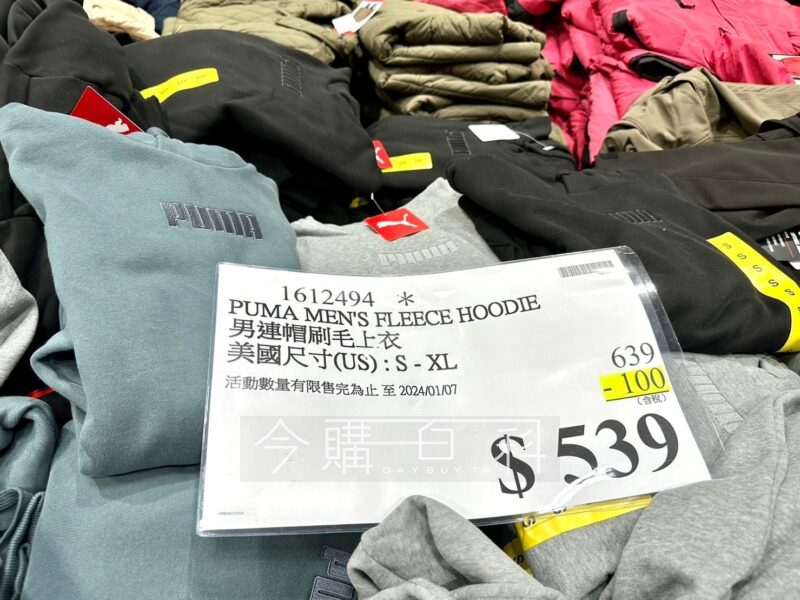 PUMA
PUMA
1612494 *
PUMA MEN'S FLEECE HOODIE
男連帽刷毛上衣
美國尺寸(US) : S - XL
活動數量有限售完為止 至 2024/01/07
639
- 100
(含稅)
$ 539
今購百科
DAYBUY TW
S S S S S